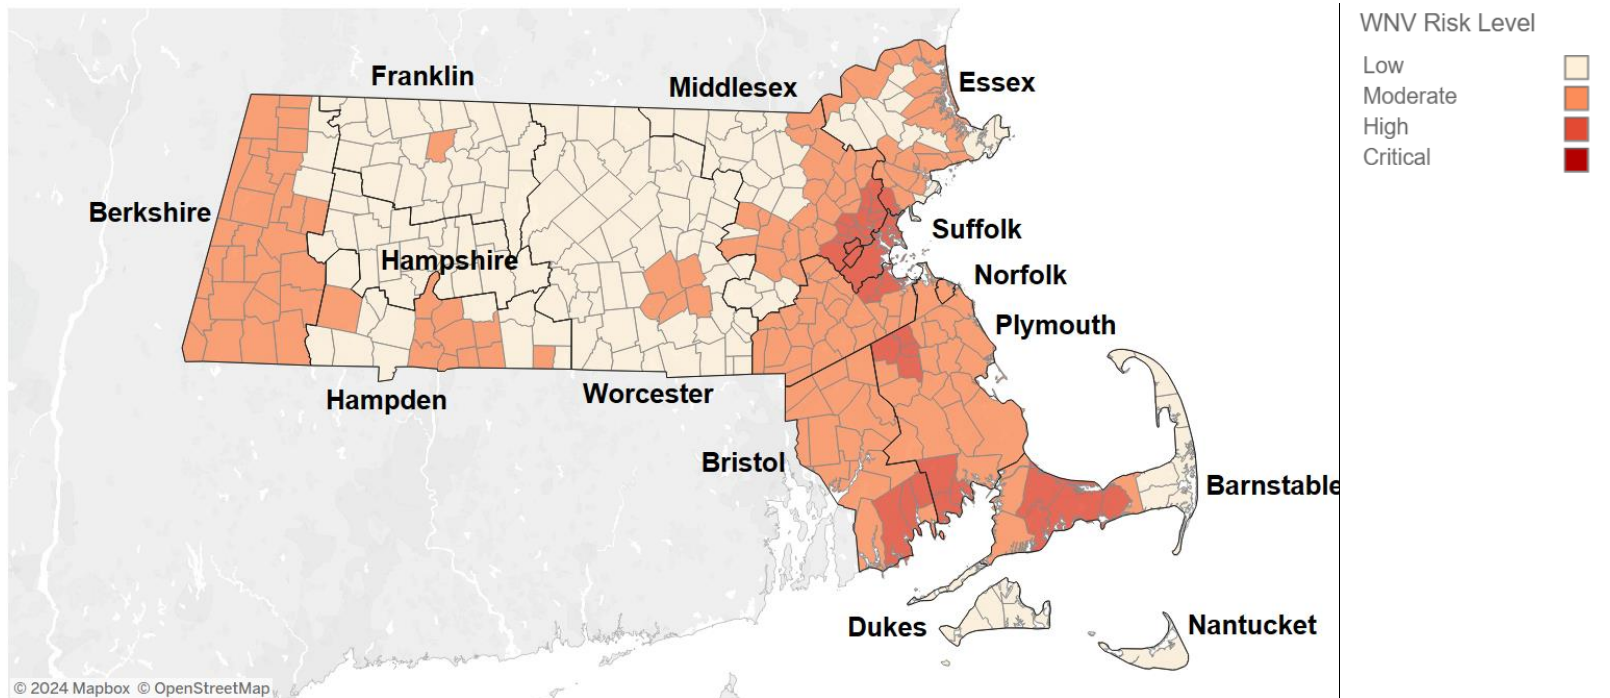 WNV Risk Level
Low
Moderate
High
Critical
Franklin
Middlesex
Essex
Berkshire
Suffolk
Hampshire
Norfolk
Plymouth
Hampden
Worcester
Bristol
Barnstable
Dukes
Nantucket
© 2024 Mapbox © OpenStreetMap